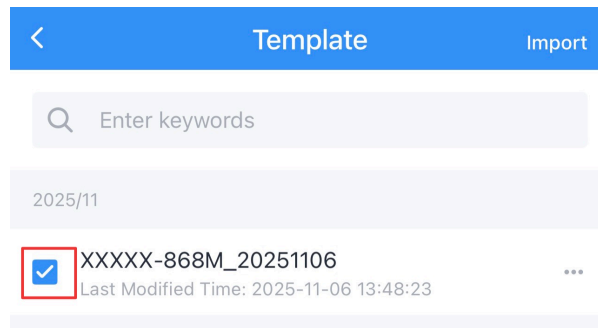 Template
Import
Enter keywords
2025/11
XXXXX-868M_20251106
Last Modified Time: 2025-11-06 13:48:23